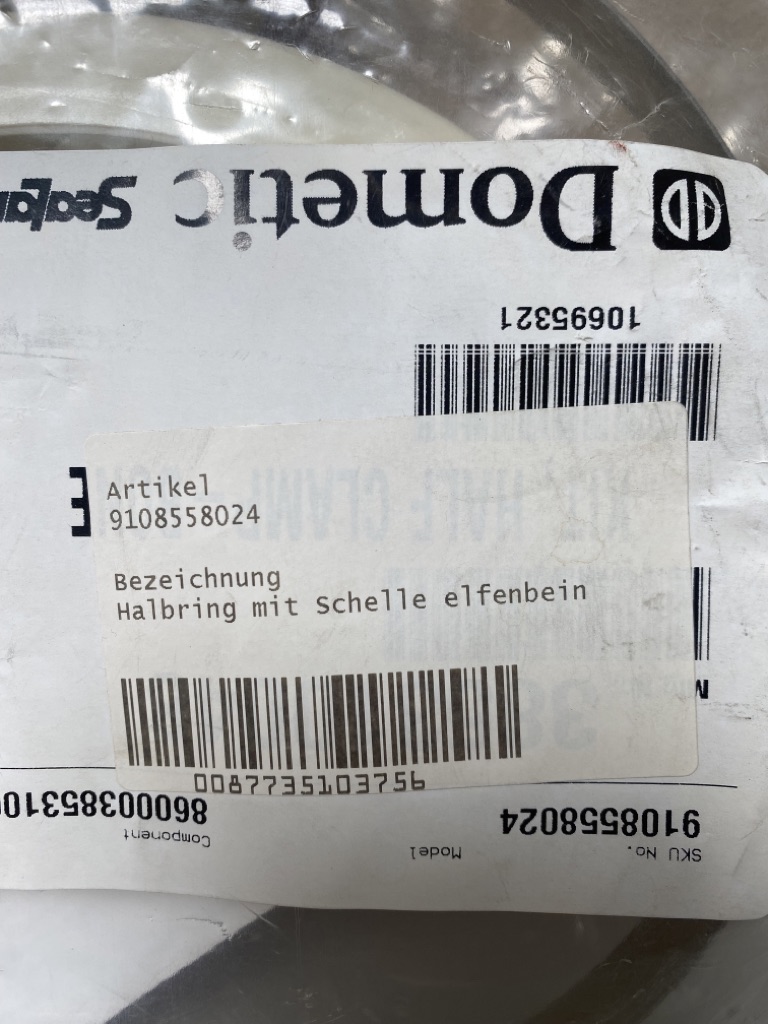 Dometic
10695321
E
Artikel
9108558024
Bezeichnung
Halbring mit Schelle elfenbein
0087735103756
SKU No.
9108558024
Model
Component